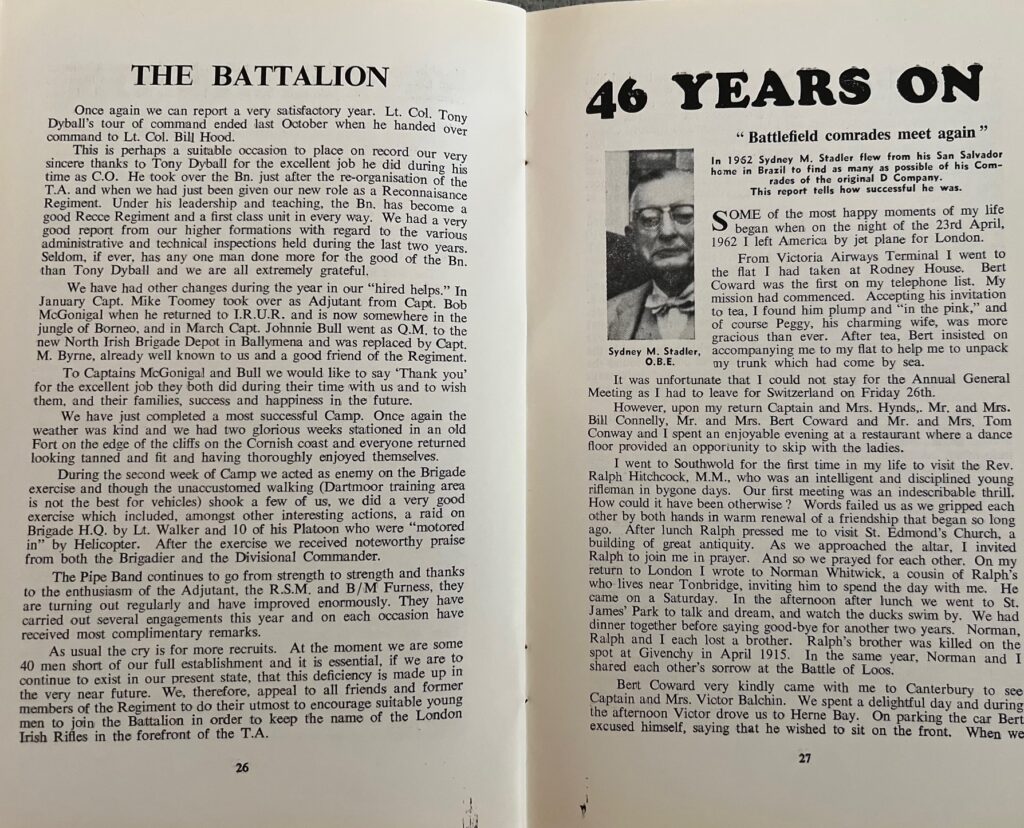 THE BATTALION
Once again we can report a very satisfactory year. Lt. Col. Tony
Dyball's tour of command ended last October when he handed over
command to Lt. Col. Bill Hood.
This is perhaps a suitable occasion to place on record our very
sincere thanks to Tony Dyball for the excellent job he did during his
time as C.O. He took over the Bn. just after the re-organisation of the
T.A. and when we had just been given our new role as a Reconnaisance
Regiment. Under his leadership and teaching, the Bn. has become a
good Recce Regiment and a first class unit in every way. We had a very
good report from our higher formations with regard to the various
administrative and technical inspections held during the last two years.
Seldom, if ever, has any one man done more for the good of the Bn.
than Tony Dyball and we are all extremely grateful.
We have had other changes during the year in our "hired helps." In
January Capt. Mike Toomey took over as Adjutant from Capt. Bob
McGonigal when he returned to I.R.U.R. and is now somewhere in the
jungle of Borneo, and in March Capt. Johnnie Bull went as Q.M. to the
new North Irish Brigade Depot in Ballymena and was replaced by Capt.
M. Byrne, already well known to us and a good friend of the Regiment.
To Captains McGonigal and Bull we would like to say 'Thank you'
for the excellent job they both did during their time with us and to wish
them, and their families, success and happiness in the future.
We have just completed a most successful Camp. Once again the
weather was kind and we had two glorious weeks stationed in an old
Fort on the edge of the cliffs on the Cornish coast and everyone returned
looking tanned and fit and having thoroughly enjoyed themselves.
During the second week of Camp we acted as enemy on the Brigade
exercise and though the unaccustomed walking (Dartmoor training area
is not the best for vehicles) shook a few of us, we did a very good
exercise which included, amongst other interesting actions, a raid on
Brigade H.Q. by Lt. Walker and 10 of his Platoon who were "motored
in" by Helicopter. After the exercise we received noteworthy praise
from both the Brigadier and the Divisional Commander.
The Pipe Band continues to go from strength to strength and thanks
to the enthusiasm of the Adjutant, the R.S.M. and B/M Furness, they
are turning out regularly and have improved enormously. They have
carried out several engagements this year and on each occasion have
received most complimentary remarks.
As usual the cry is for more recruits. At the moment we are some
40 men short of our full establishment and it is essential, if we are to
continue to exist in our present state, that this deficiency is made up in
the very near future. We, therefore, appeal to all friends and former
members of the Regiment to do their utmost to encourage suitable young
men to join the Battalion in order to keep the name of the London
Irish Rifles in the forefront of the T.A.
26
46 YEARS ON
"Battlefield comrades meet again"
In 1962 Sydney M. Stadler flew from his San Salvador
home in Brazil to find as many as possible of his Com-
rades of the original D Company.
This report tells how successful he was.
Sydney M. Stadler,
O.B.E.
SOME of the most happy moments of my life
began when on the night of the 23rd April,
1962 I left America by jet plane for London.
From Victoria Airways Terminal I went to
the flat I had taken at Rodney House. Bert
Coward was the first on my telephone list. My
mission had commenced. Accepting his invitation
to tea, I found him plump and "in the pink," and
of course Peggy, his charming wife, was more
gracious than ever. After tea, Bert insisted on
accompanying me to my flat to help me to unpack
my trunk which had come by sea.
It was unfortunate that I could not stay for the Annual General
Meeting as I had to leave for Switzerland on Friday 26th.
However, upon my return Captain and Mrs. Hynds,. Mr. and Mrs.
Bill Connelly, Mr. and Mrs. Bert Coward and Mr. and Mrs. Tom
Conway and I spent an enjoyable evening at a restaurant where a dance
floor provided an opportunity to skip with the ladies.
I went to Southwold for the first time in my life to visit the Rev.
Ralph Hitchcock, M.M., who was an intelligent and disciplined young
rifleman in bygone days. Our first meeting was an indescribable thrill.
How could it have been otherwise? Words failed us as we gripped each
other by both hands in warm renewal of a friendship that began so long
ago. After lunch Ralph pressed me to visit St. Edmond's Church, a
building of great antiquity. As we approached the altar, I invited
Ralph to join me in prayer. And so we prayed for each other. On my
return to London I wrote to Norman Whitwick, a cousin of Ralph's
who lives near Tonbridge, inviting him to spend the day with me. He
came on a Saturday. In the afternoon after lunch we went to St.
James' Park to talk and dream, and watch the ducks swim by. We had
dinner together before saying good-bye for another two years. Norman,
Ralph and I each lost a brother. Ralph's brother was killed on the
spot at Givenchy in April 1915. In the same year, Norman and I
shared each other's sorrow at the Battle of Loos.
Bert Coward very kindly came with me to Canterbury to see
Captain and Mrs. Victor Balchin. We spent a delightful day and during
the afternoon Victor drove us to Herne Bay. On parking the car Bert
excused himself, saying that he wished to sit on the front. When we
27